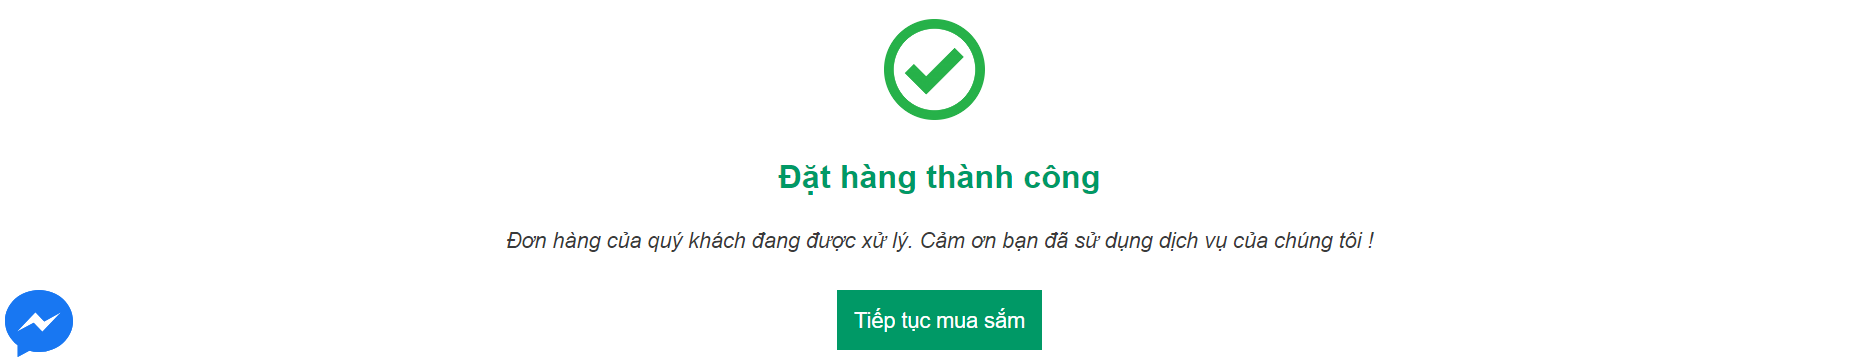 Đặt hàng thành công
Đơn hàng của quý khách đang được xử lý. Cảm ơn bạn đã sử dụng dịch vụ của chúng tôi !
Tiếp tục mua sắm